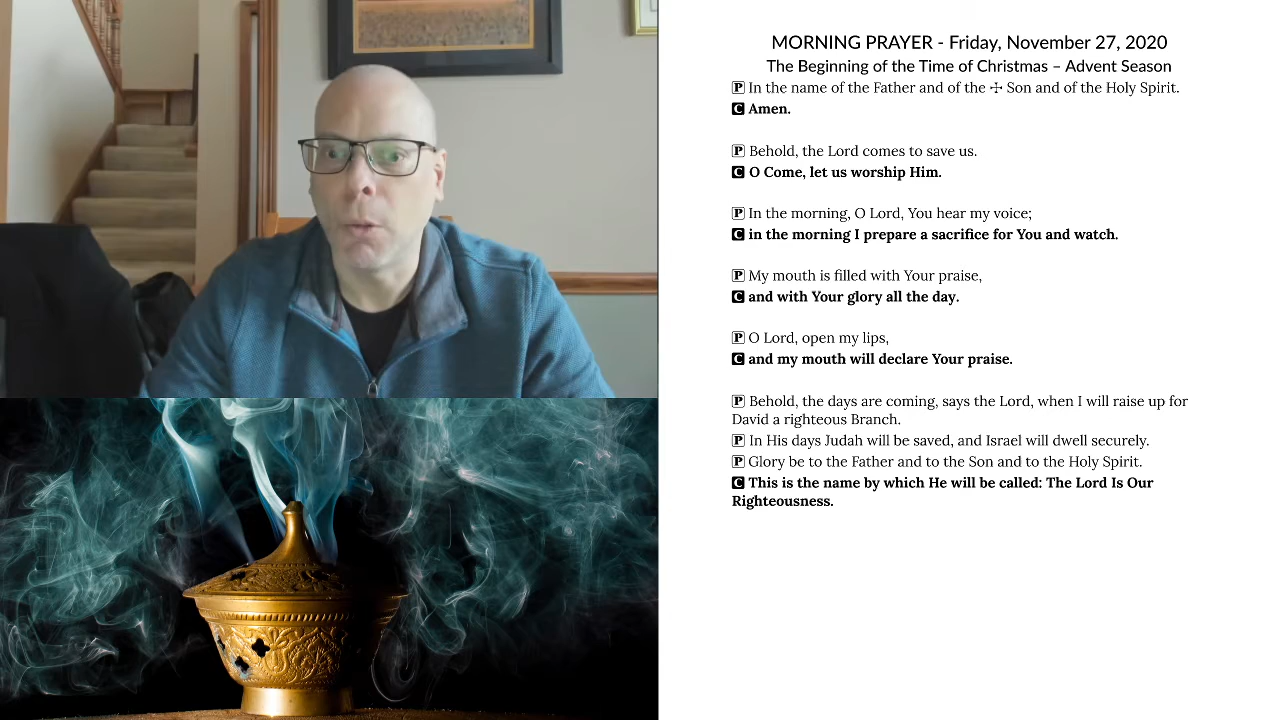 MORNING PRAYER - Friday, November 27, 2020
The Beginning of the Time of Christmas – Advent Season
P In the name of the Father and of the ☩ Son and of the Holy Spirit.
C Amen.
P Behold, the Lord comes to save us.
C O Come, let us worship Him.
P In the morning, O Lord, You hear my voice;
C in the morning I prepare a sacrifice for You and watch.
P My mouth is filled with Your praise,
C and with Your glory all the day.
P O Lord, open my lips,
C and my mouth will declare Your praise.
P Behold, the days are coming, says the Lord, when I will raise up for
David a righteous Branch.
P In His days Judah will be saved, and Israel will dwell securely.
P Glory be to the Father and to the Son and to the Holy Spirit.
C This is the name by which He will be called: The Lord Is Our
Righteousness.